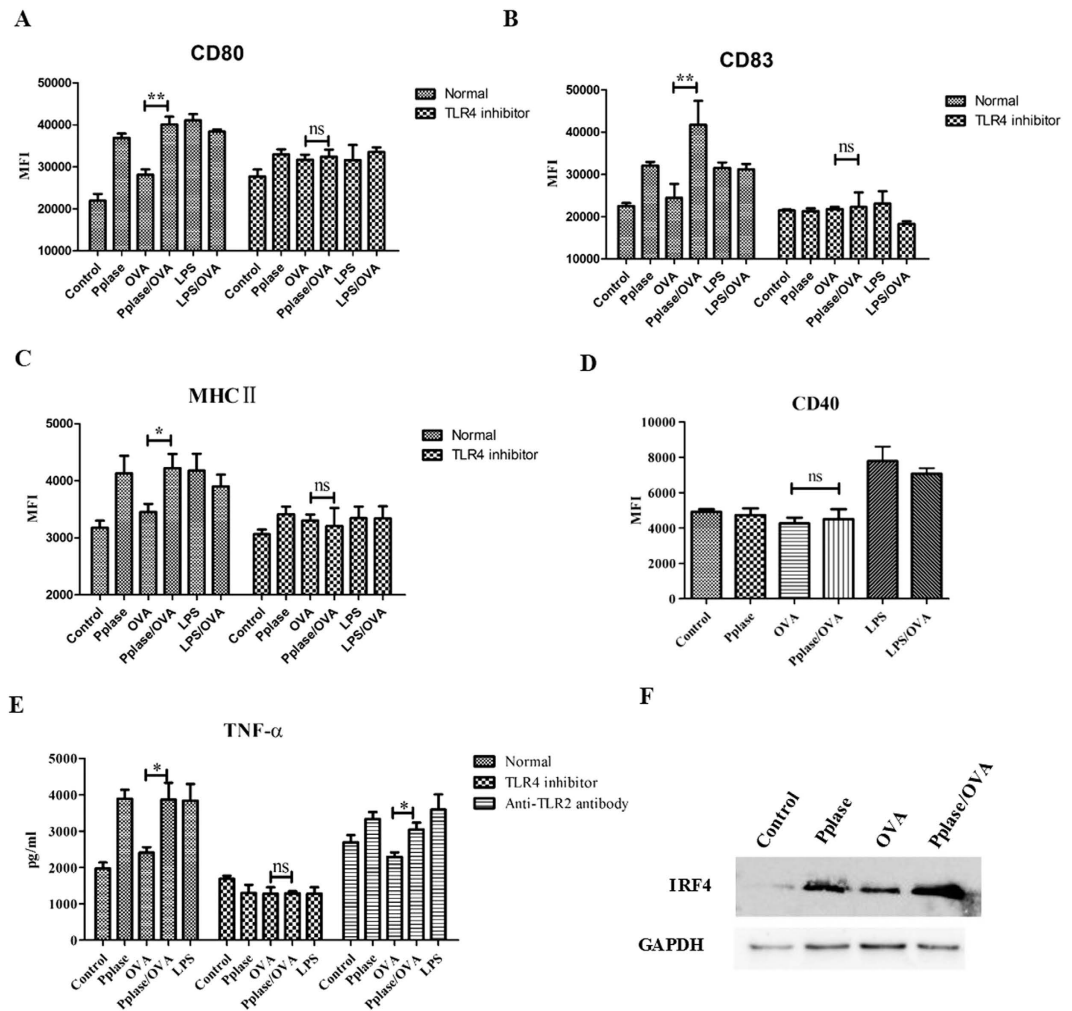 A
CD80
50000
40000
30000
20000
10000
MFI
**
ns
Normal
TLR4 inhibitor
Control
Pplase
OVA
Pplase/OVA
LPS
LPS/OVA
Control
Pplase
OVA
Pplase/OVA
LPS
LPS/OVA
B
CD83
50000
40000
30000
20000
10000
MFI
**
ns
Normal
TLR4 inhibitor
Control
Pplase
OVA
Pplase/OVA
LPS
LPS/OVA
Control
Pplase
OVA
Pplase/OVA
LPS
LPS/OVA
C
MHC Ⅱ
5000
4000
3000
2000
MFI
*
ns
Normal
TLR4 inhibitor
Control
Pplase
OVA
Pplase/OVA
LPS
LPS/OVA
Control
Pplase
OVA
Pplase/OVA
LPS
LPS/OVA
D
CD40
10000
8000
6000
4000
2000
0
MFI
ns
Control
Pplase
OVA
Pplase/OVA
LPS
LPS/OVA
E
TNF-α
5000
4000
3000
2000
1000
0
pg/ml
*
ns
*
Normal
TLR4 inhibitor
Anti-TLR2 antibody
Control
Pplase
OVA
Pplase/OVA
LPS
Control
Pplase
OVA
Pplase/OVA
LPS
Control
Pplase
OVA
Pplase/OVA
LPS
F
Control
Pplase
OVA
Pplase/OVA
IRF4
GAPDH